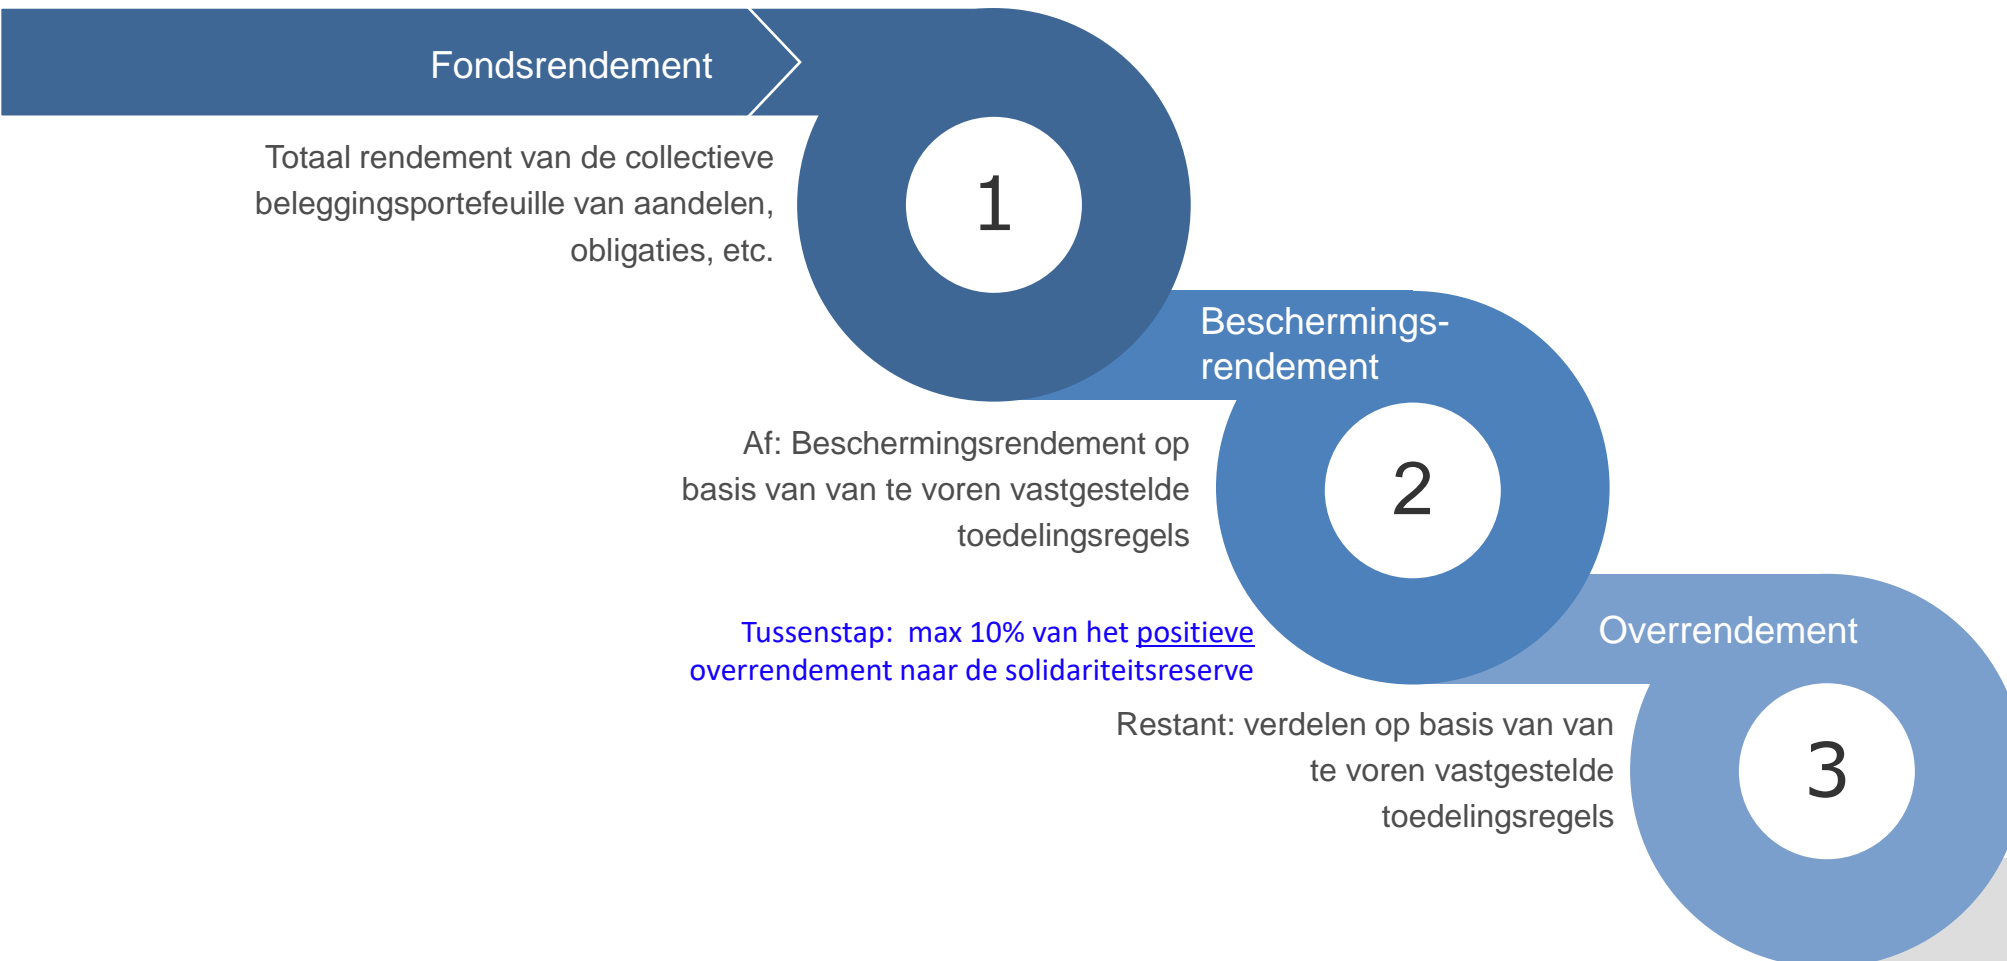 Fondsrendement
Totaal rendement van de collectieve
beleggingsportefeuille van aandelen,
obligaties, etc.
1
Beschermings-
rendement
Af: Beschermingsrendement op
basis van van te voren vastgestelde
toedelingsregels
2
Tussenstap:  max 10% van het positieve
overrendement naar de solidariteitsreserve
Overrendement
Restant: verdelen op basis van van
te voren vastgestelde
toedelingsregels
3